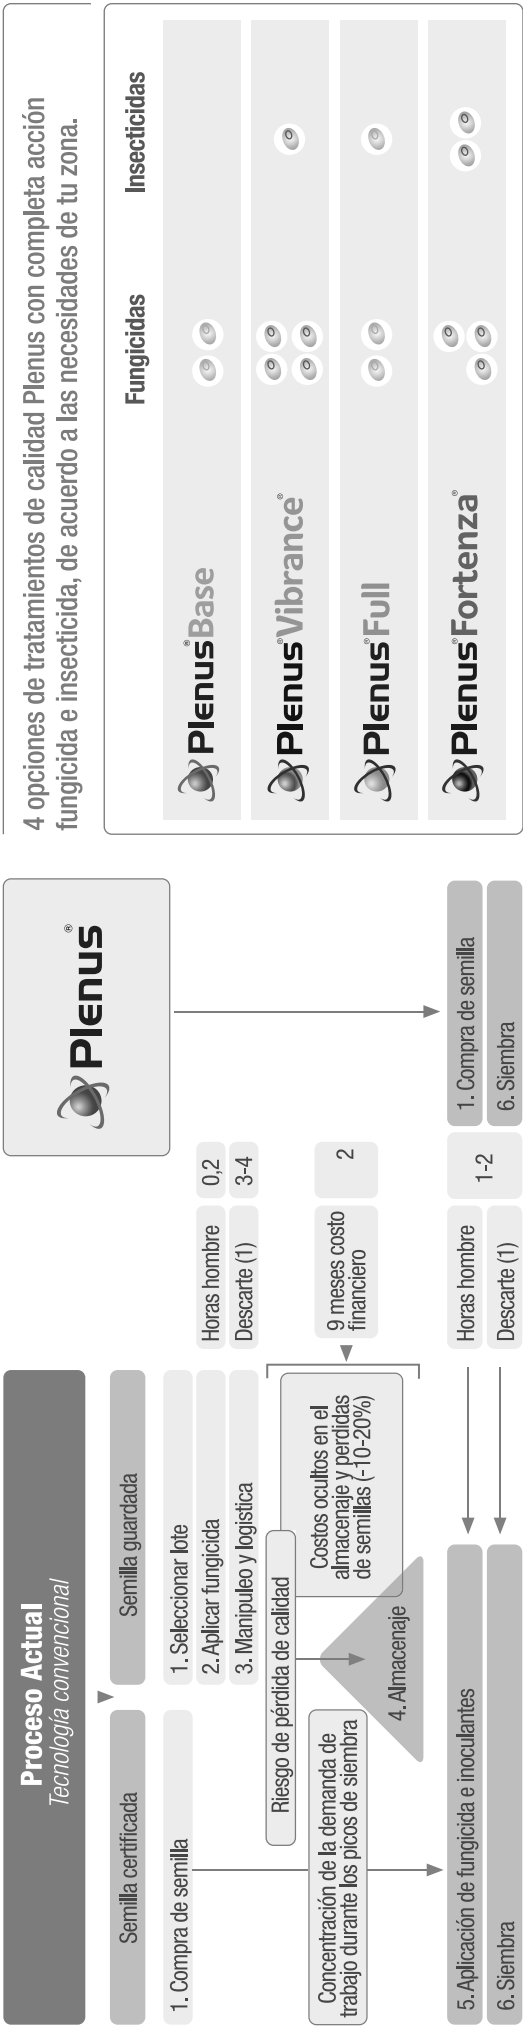 Proceso Actual
Tecnología convencional
Semilla certificada
Semilla guardada
1. Compra de semilla
1. Seleccionar lote
2. Aplicar fungicida
3. Manipuleo y logistica
Horas hombre
0,2
Descarte (1)
3-4
Riesgo de pérdida de calidad
Concentración de la demanda de
trabajo durante los picos de siembra
Costos ocultos en el
almacenaje y perdidas
de semillas (-10-20%)
4. Almacenaje
9 meses costo
financiero
2
5. Aplicación de fungicida e inoculantes
6. Siembra
Horas hombre
Descarte (1)
1-2
Plenus®
1. Compra de semilla
6. Siembra
4 opciones de tratamientos de calidad Plenus con completa acción
fungicida e insecticida, de acuerdo a las necesidades de tu zona.
Fungicidas
Insecticidas
Plenus®Base
Plenus®Vibrance®
Plenus®Full
Plenus®Fortenza®